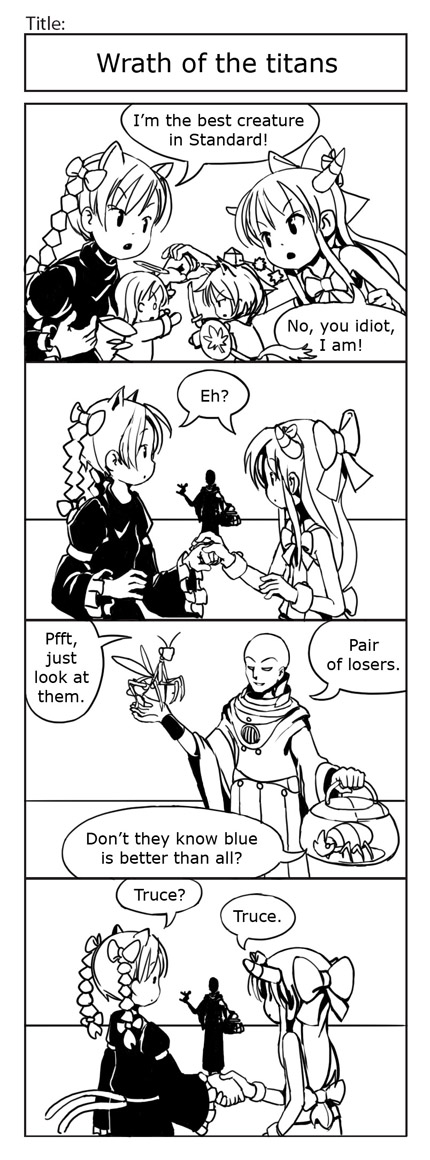 Title:
Wrath of the titans
I'm the best creature
in Standard!
No, you idiot,
I am!
Eh?
Pfft,
just
look at
them.
Pair
of losers.
Don't they know blue
is better than all?
Truce?
Truce.